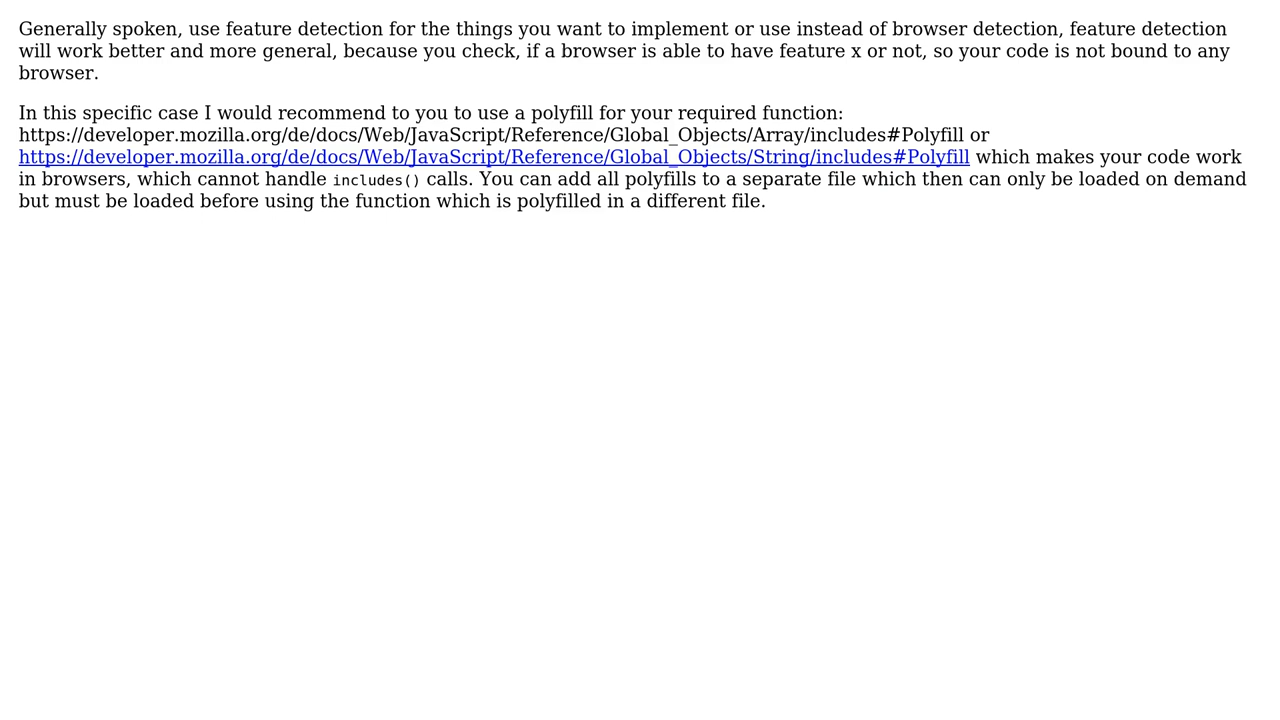 Generally spoken, use feature detection for the things you want to implement or use instead of browser detection, feature detection
will work better and more general, because you check, if a browser is able to have feature x or not, so your code is not bound to any
browser.
In this specific case I would recommend to you to use a polyfill for your required function:
https://developer.mozilla.org/de/docs/Web/JavaScript/Reference/Global_Objects/Array/includes#Polyfill or
https://developer.mozilla.org/de/docs/Web/JavaScript/Reference/Global_Objects/String/includes#Polyfill which makes your code work
in browsers, which cannot handle includes() calls. You can add all polyfills to a separate file which then can only be loaded on demand
but must be loaded before using the function which is polyfilled in a different file.